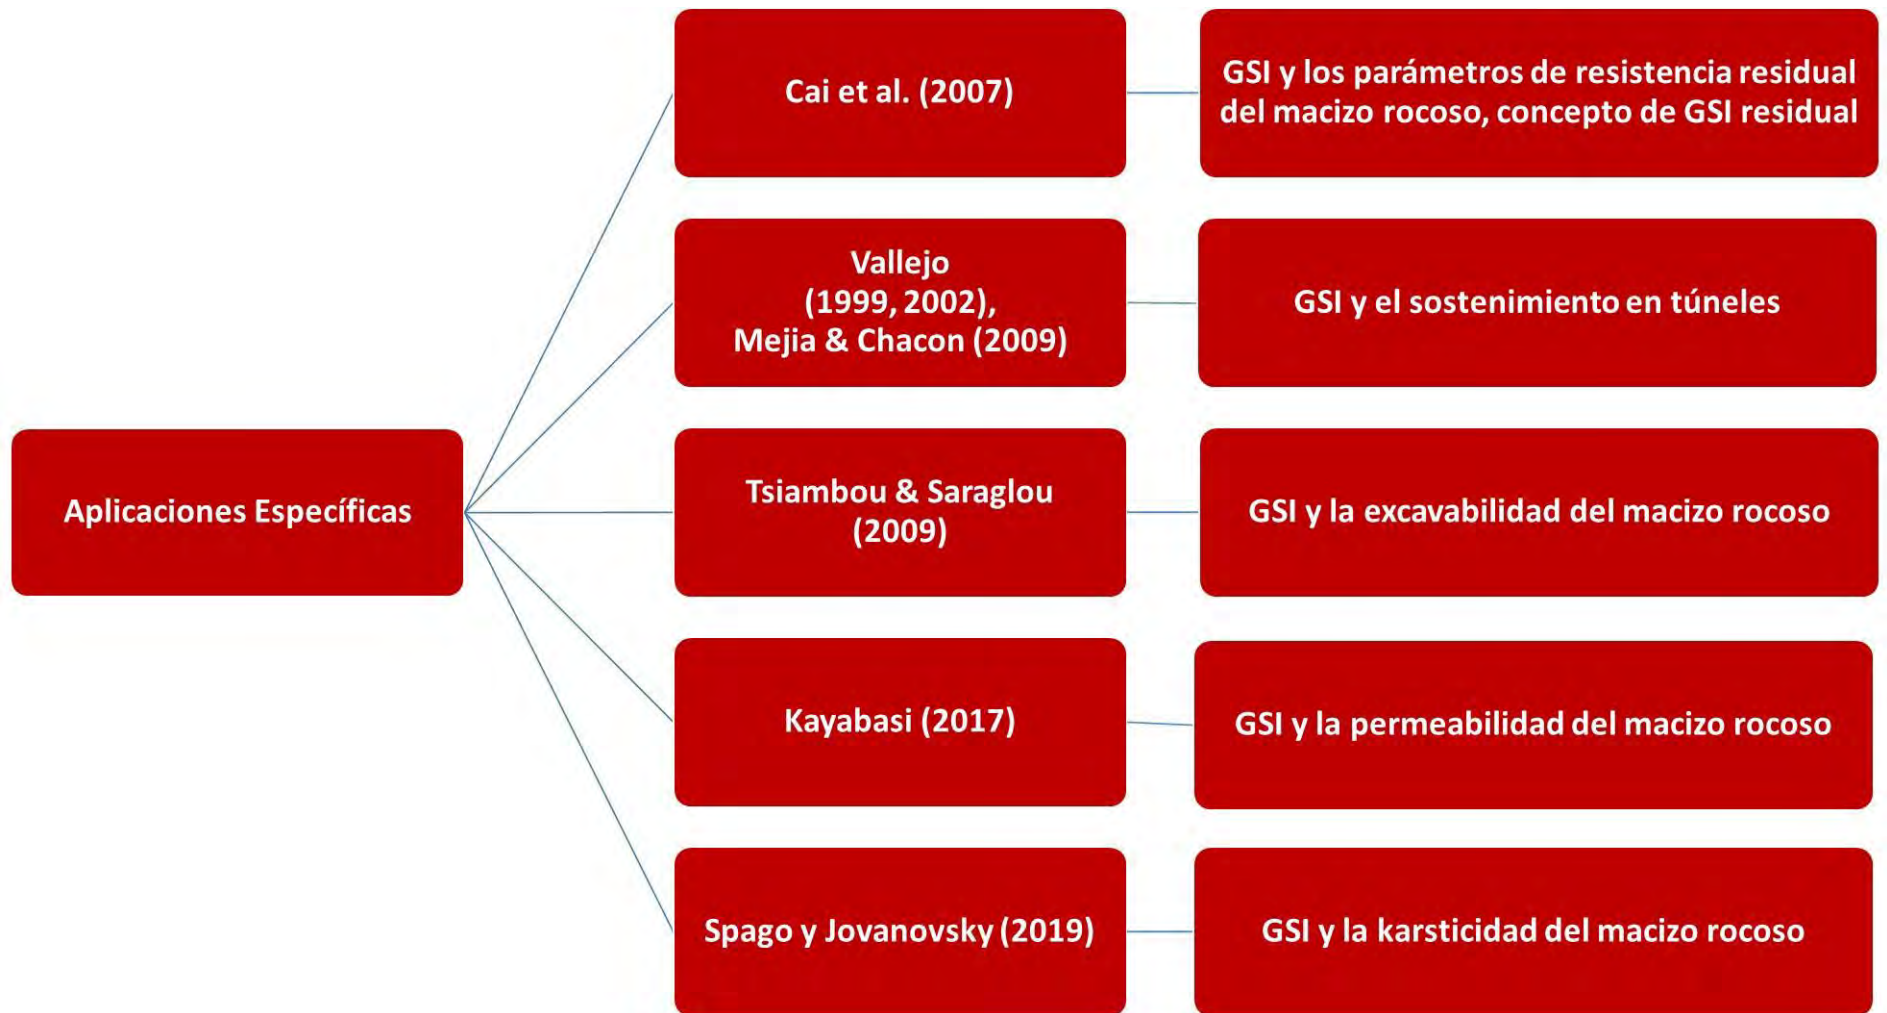 Aplicaciones Específicas
Cai et al. (2007)
GSI y los parámetros de resistencia residual
del macizo rocoso, concepto de GSI residual
Vallejo
(1999, 2002),
Mejia & Chacon (2009)
GSI y el sostenimiento en túneles
Tsiambou & Saraglou
(2009)
GSI y la excavabilidad del macizo rocoso
Kayabasi (2017)
GSI y la permeabilidad del macizo rocoso
Spago y Jovanovsky (2019)
GSI y la karsticidad del macizo rocoso